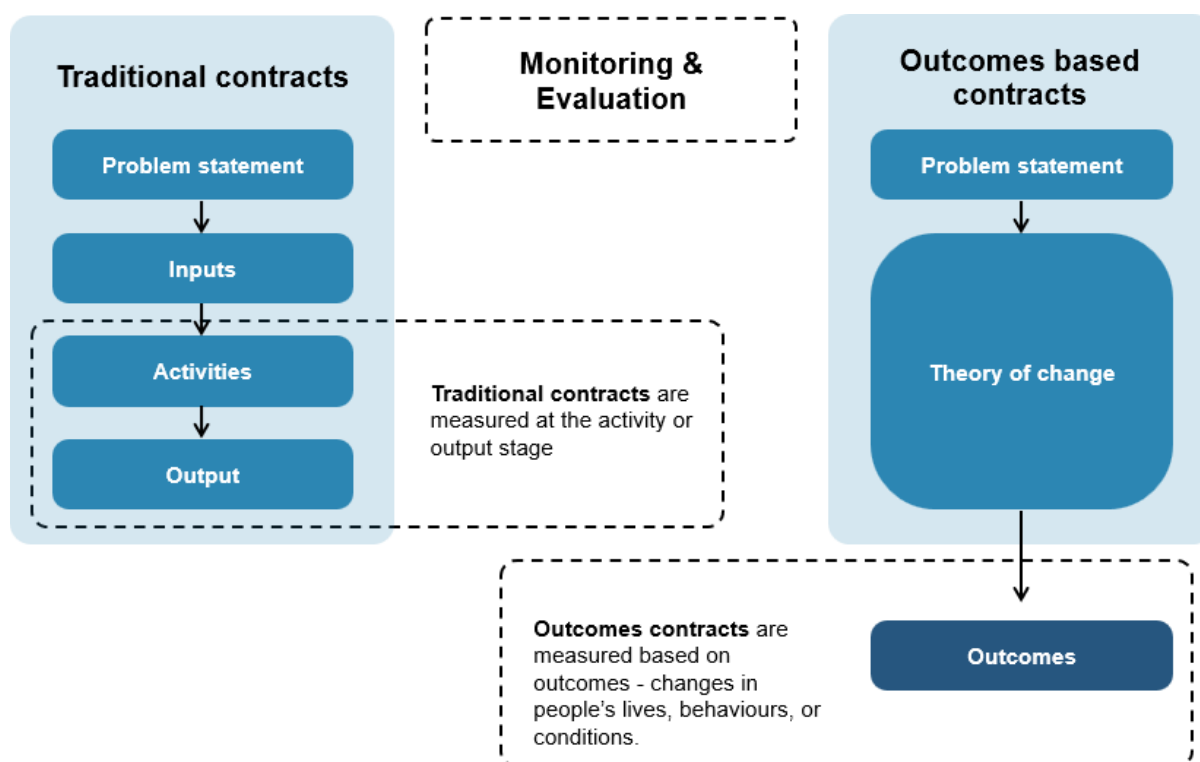 Traditional contracts
Problem statement
Inputs
Activities
Output
Monitoring &
Evaluation
Traditional contracts are
measured at the activity or
output stage
Outcomes based
contracts
Problem statement
Theory of change
Outcomes contracts are
measured based on
outcomes - changes in
people’s lives, behaviours, or
conditions.
Outcomes